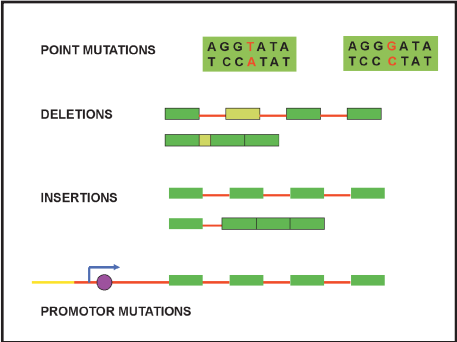 POINT MUTATIONS
AGGTATA
TCCATAT
AGGGATA
TCCCTAT
DELETIONS
INSERTIONS
PROMOTOR MUTATIONS